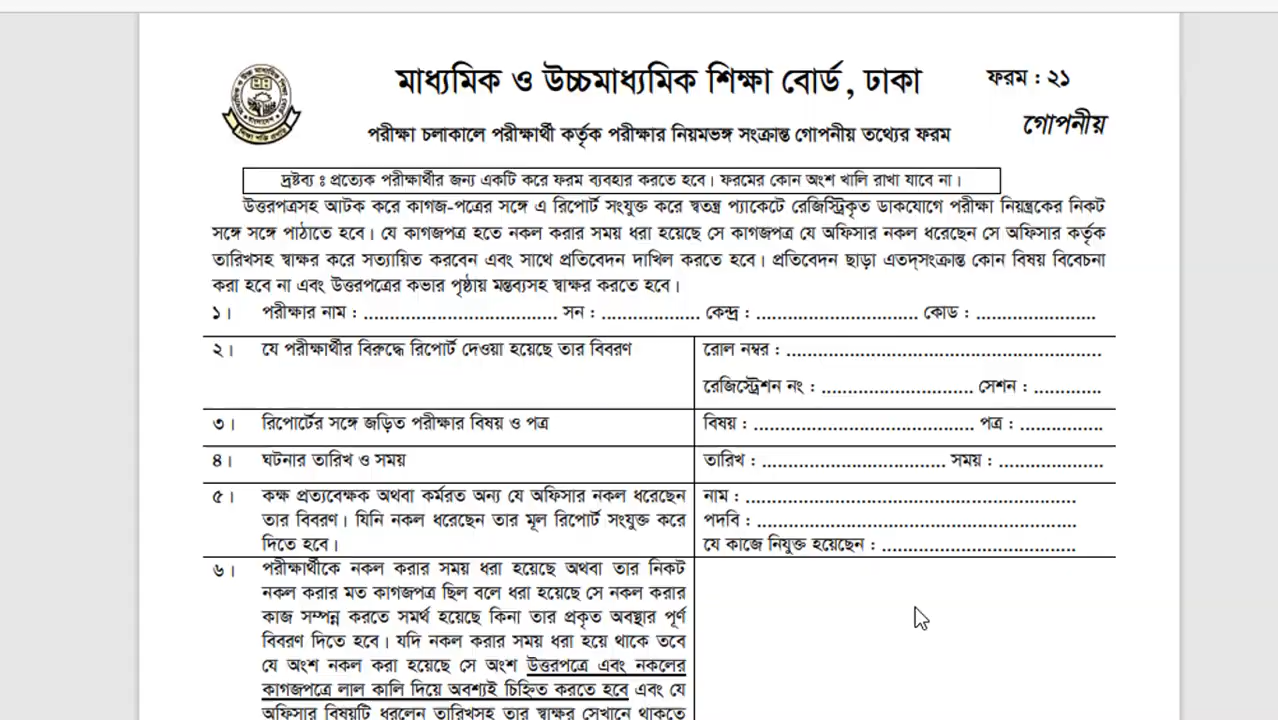 মাধ্যমিক ও উচ্চমাধ্যমিক শিক্ষা বোর্ড, ঢাকা
ফরম : ২১
গোপনীয়
পরীক্ষা চলাকালে পরীক্ষার্থী কর্তৃক পরীক্ষার নিয়মভঙ্গ সংক্রান্ত গোপনীয় তথ্যের ফরম
দ্রষ্টব্য ঃ প্রত্যেক পরীক্ষার্থীর জন্য একটি করে ফরম ব্যবহার করতে হবে। ফরমের কোন অংশ খালি রাখা যাবে না।
উত্তরপত্রসহ আটক করে কাগজ-পত্রের সঙ্গে এ রিপোর্ট সংযুক্ত করে স্বতন্ত্র প্যাকেটে রেজিস্ট্রিকৃত ডাকযোগে পরীক্ষা নিয়ন্ত্রকের নিকট
সঙ্গে সঙ্গে পাঠাতে হবে। যে কাগজপত্র হতে নকল করার সময় ধরা হয়েছে সে কাগজপত্র যে অফিসার নকল ধরেছেন সে অফিসার কর্তৃক
তারিখসহ স্বাক্ষর করে সত্যায়িত করবেন এবং সাথে প্রতিবেদন দাখিল করতে হবে। প্রতিবেদন ছাড়া এতদ্‌সংক্রান্ত কোন বিষয় বিবেচনা
করা হবে না এবং উত্তরপত্রের কভার পৃষ্ঠায় মন্তব্যসহ স্বাক্ষর করতে হবে।
১। পরীক্ষার নাম : ........................................ সন : .................... কেন্দ্র : ................................. কোড : .........................
২। যে পরীক্ষার্থীর বিরুদ্ধে রিপোর্ট দেওয়া হয়েছে তার বিবরণ
রোল নম্বর : .................................................................
রেজিস্ট্রেশন নং : ............................... সেশন : ..............
৩। রিপোর্টের সঙ্গে জড়িত পরীক্ষার বিষয় ও পত্র
বিষয় : ............................................. পত্র : .................
৪। ঘটনার তারিখ ও সময়
তারিখ : ...................................... সময় : ......................
৫। কক্ষ প্রত্যবেক্ষক অথবা কর্মরত অন্য যে অফিসার নকল ধরেছেন
তার বিবরণ। যিনি নকল ধরেছেন তার মূল রিপোর্ট সংযুক্ত করে
দিতে হবে।
নাম : ....................................................................
পদবি : ..................................................................
যে কাজে নিযুক্ত হয়েছেন : ........................................
৬। পরীক্ষার্থীকে নকল করার সময় ধরা হয়েছে অথবা তার নিকট
নকল করার মত কাগজপত্র ছিল বলে ধরা হয়েছে সে নকল করার
কাজ সম্পন্ন করতে সমর্থ হয়েছে কিনা তার প্রকৃত অবস্থার পূর্ণ
বিবরণ দিতে হবে। যদি নকল করার সময় ধরা হয়ে থাকে তবে
যে অংশ নকল করা হয়েছে সে অংশ উত্তরপত্রে এবং নকলের
কাগজপত্রে লাল কালি দিয়ে অবশ্যই চিহ্নিত করতে হবে এবং যে
অফিসার বিষয়টি ধরলেন তারিখসহ তার স্বাক্ষর সেখানে থাকতে